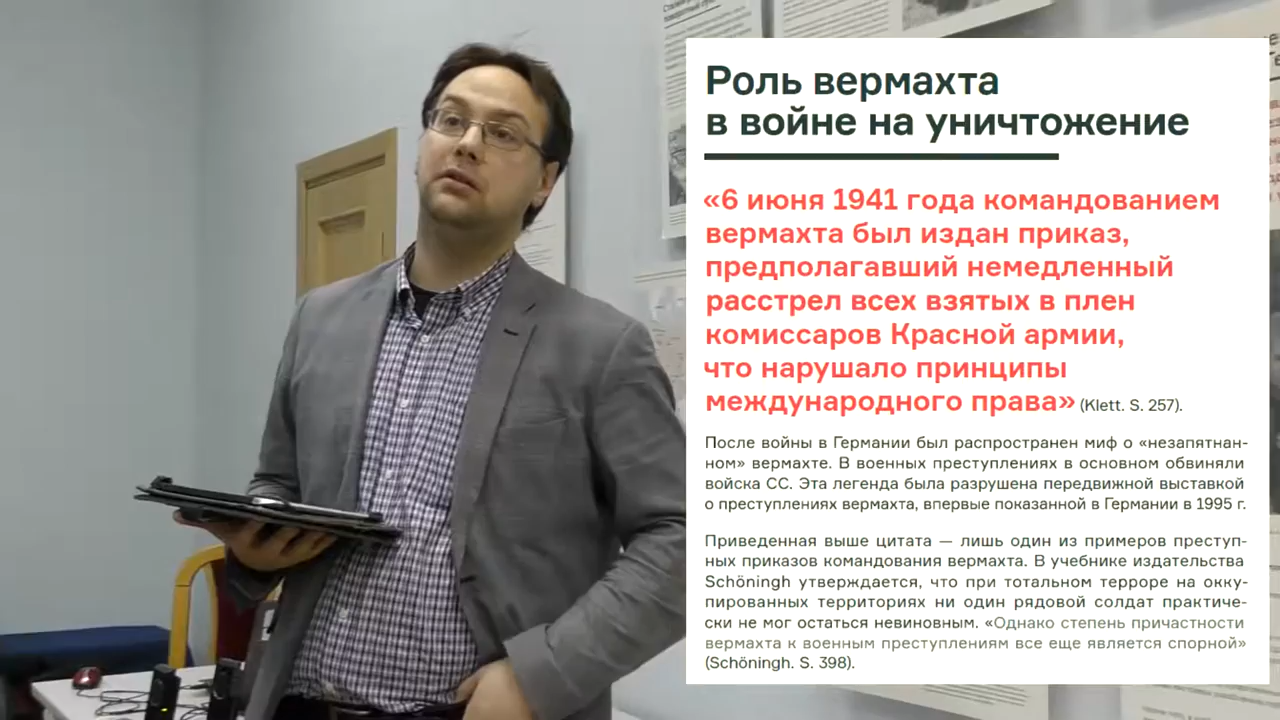 Роль вермахта
в войне на уничтожение
«6 июня 1941 года командованием
вермахта был издан приказ,
предполагавший немедленный
расстрел всех взятых в плен
комиссаров Красной армии,
что нарушало принципы
международного права» (Klett. S. 257).
После войны в Германии был распространен миф о «незапятнан-
ном» вермахте. В военных преступлениях в основном обвиняли
войска СС. Эта легенда была разрушена передвижной выставкой
о преступлениях вермахта, впервые показанной в Германии в 1995 г.
Приведенная выше цитата — лишь один из примеров преступ-
ных приказов командования вермахта. В учебнике издательства
Schöningh утверждается, что при тотальном терроре на окку-
пированных территориях ни один рядовой солдат практиче-
ски не мог остаться невиновным. «Однако степень причастности
вермахта к военным преступлениям все еще является спорной»
(Schöningh. S. 398).